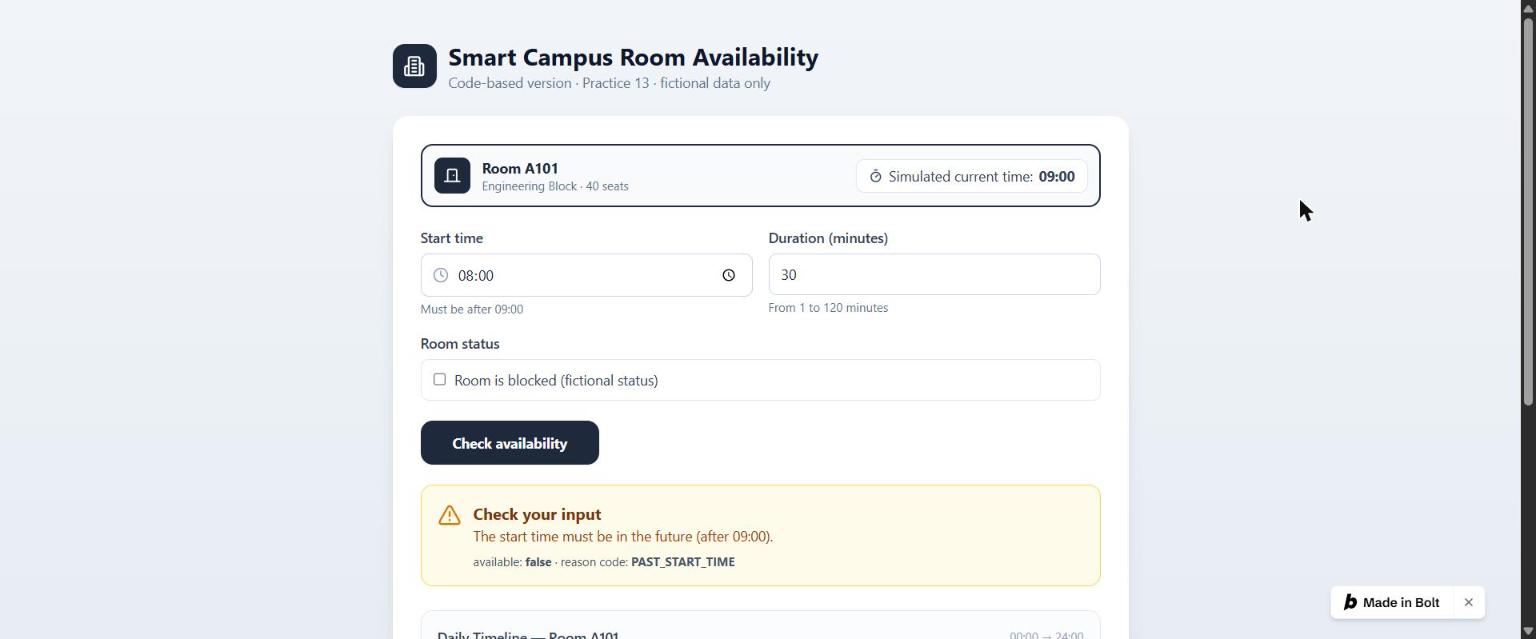 Smart Campus Room Availability
Code-based version · Practice 13 · fictional data only
Room A101
Engineering Block · 40 seats
Simulated current time: 09:00
Start time
Duration (minutes)
08:00
30
Must be after 09:00
From 1 to 120 minutes
Room status
Room is blocked (fictional status)
Check availability
Check your input
The start time must be in the future (after 09:00).
available: false · reason code: PAST_START_TIME
Made in Bolt
Daily Timeline — Room A101
00:00 → 24:00